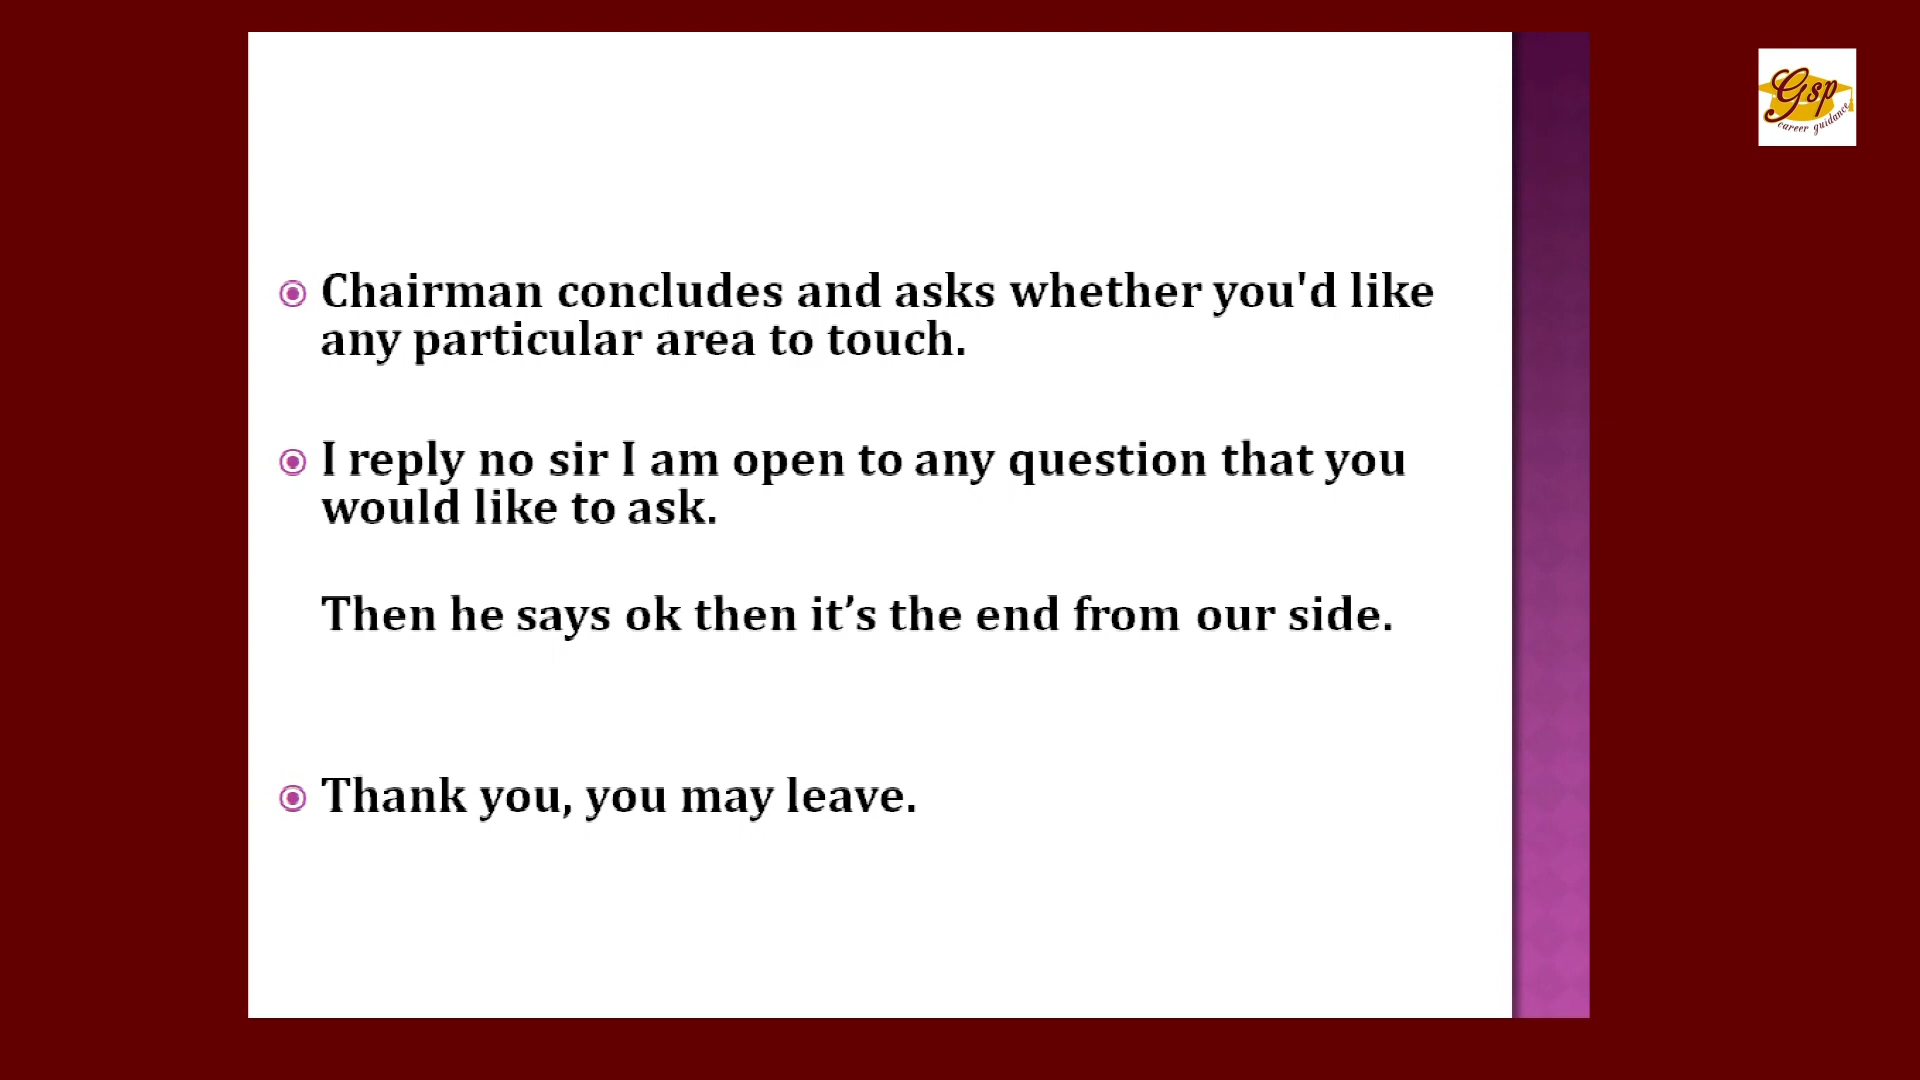 Gsp
career guidance
Chairman concludes and asks whether you'd like
any particular area to touch.
I reply no sir I am open to any question that you
would like to ask.
Then he says ok then it’s the end from our side.
Thank you, you may leave.